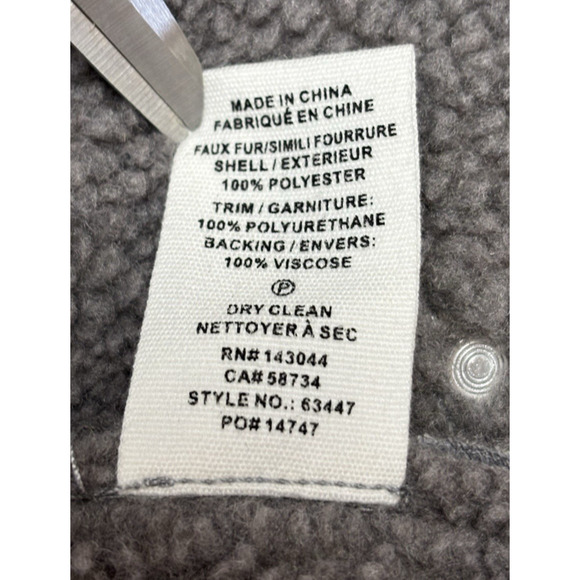 MADE IN CHINA
FABRIQUÉ EN CHINE
FAUX FUR/SIMILI FOURRURE
SHELL / EXTERIEUR
100% POLYESTER
TRIM / GARNITURE:
100% POLYURETHANE
BACKING / ENVERS:
100% VISCOSE
P
DRY CLEAN
NETTOYER À SEC
RN# 143044
CA# 58734
STYLE NO.: 63447
PO# 14747